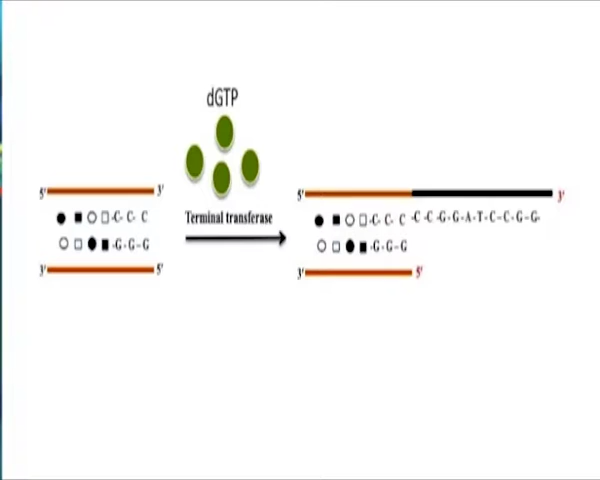 dGTP
5' 3'
-C- C- C
Terminal transferase
-G-G-G
3' 5'
5' 3'
-C- C- C -C-C-G-G-A-T-C-C-G-G-
-G-G-G
3' 5'